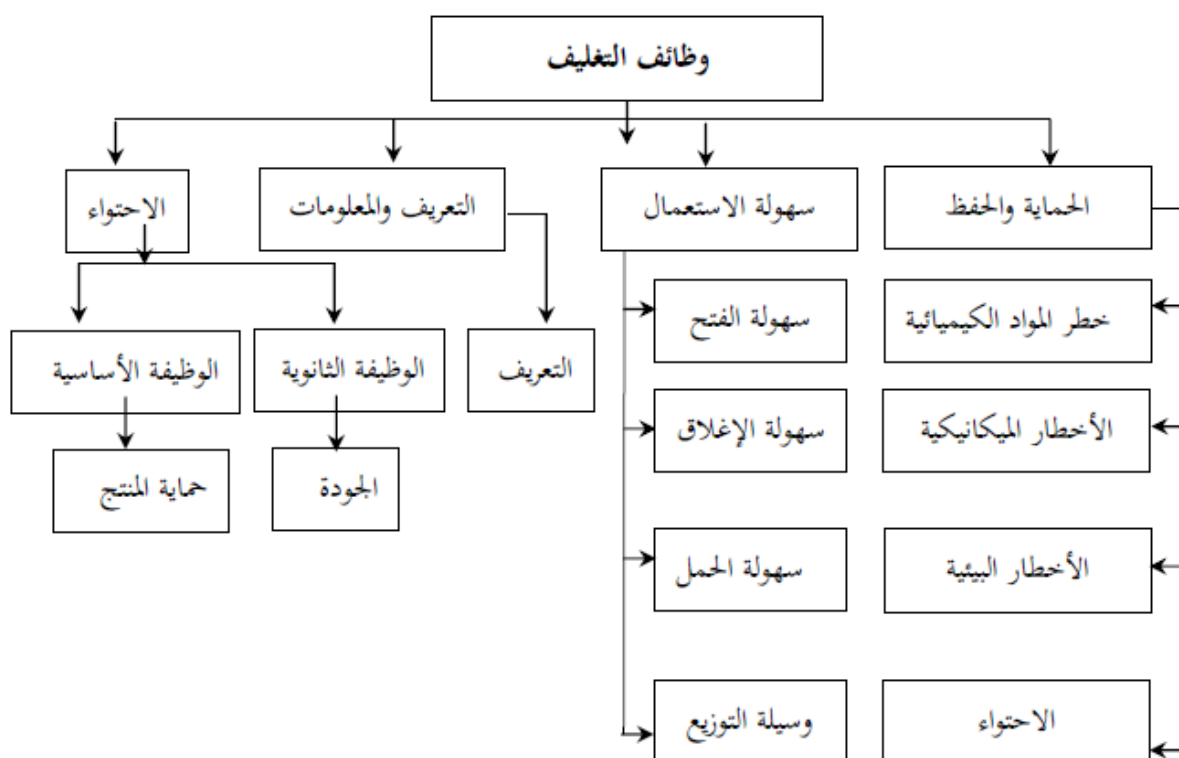 وظائف التغليف
الحماية والحفظ
سهولة الاستعمال
التعريف والمعلومات
الاحتواء
خطر المواد الكيميائية
سهولة الفتح
التعريف
الوظيفة الثانوية
الوظيفة الأساسية
الأخطار الميكانيكية
سهولة الإغلاق
الجودة
حماية المنتج
الأخطار البيئية
سهولة الحمل
الاحتواء
وسيلة التوزيع